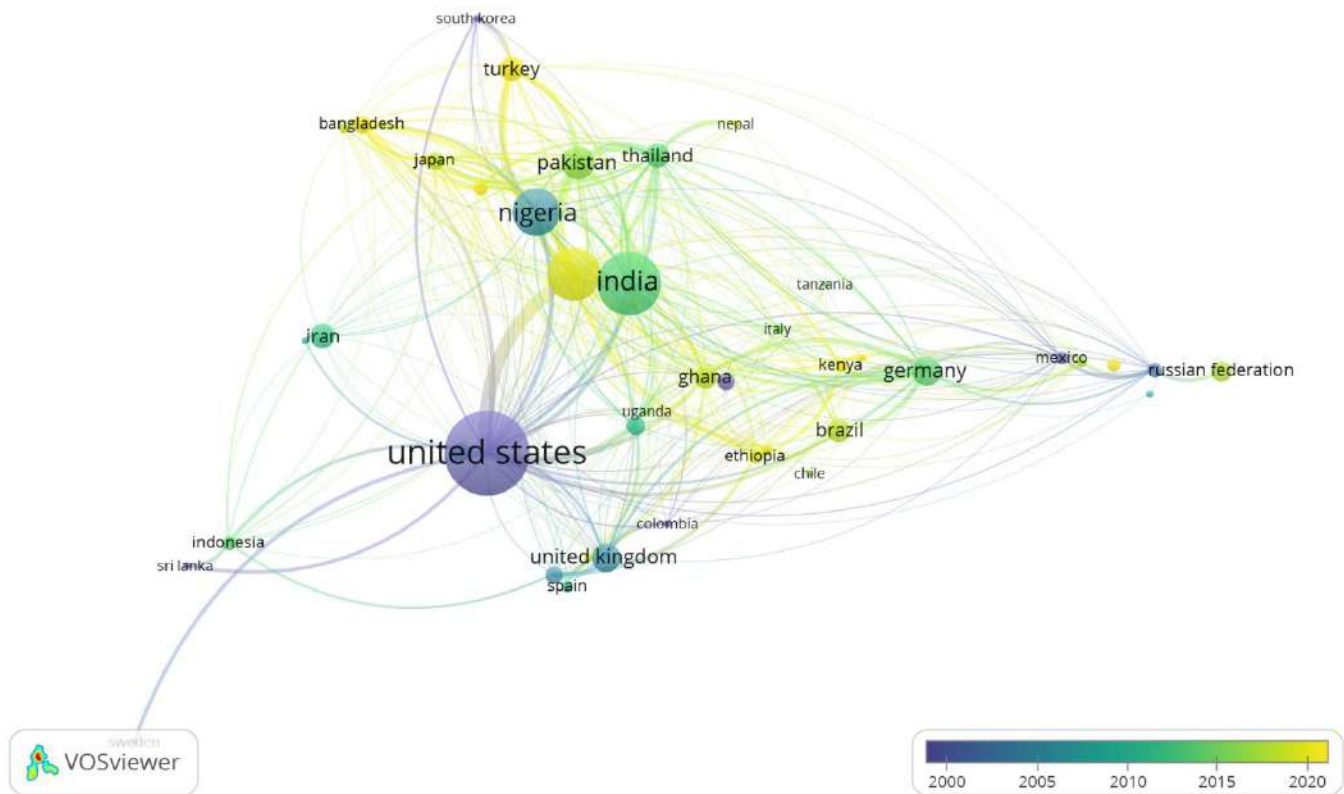 south korea
turkey
bangladesh
nepal
japan
pakistan
thailand
nigeria
india
tanzania
italy
iran
mexico
kenya
germany
russian federation
ghana
uganda
brazil
united states
ethiopia
chile
colombia
indonesia
united kingdom
sri lanka
spain
sweden
VOSviewer
2000 2005 2010 2015 2020